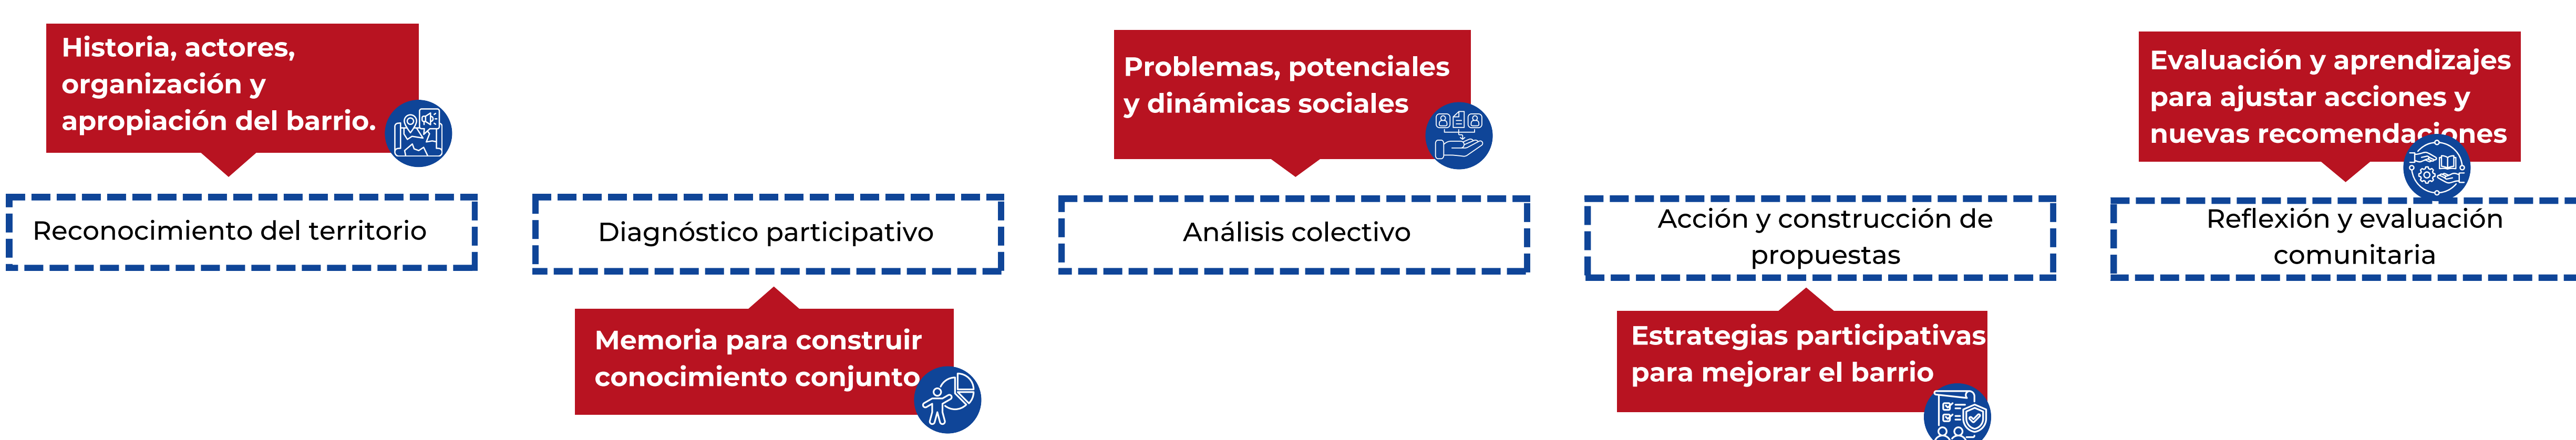 Historia, actores,
organización y
apropiación del barrio.
Reconocimiento del territorio
Diagnóstico participativo
Memoria para construir
conocimiento conjunto
Problemas, potenciales
y dinámicas sociales
Análisis colectivo
Acción y construcción de
propuestas
Estrategias participativas
para mejorar el barrio
Evaluación y aprendizajes
para ajustar acciones y
nuevas recomendaciones
Reflexión y evaluación
comunitaria